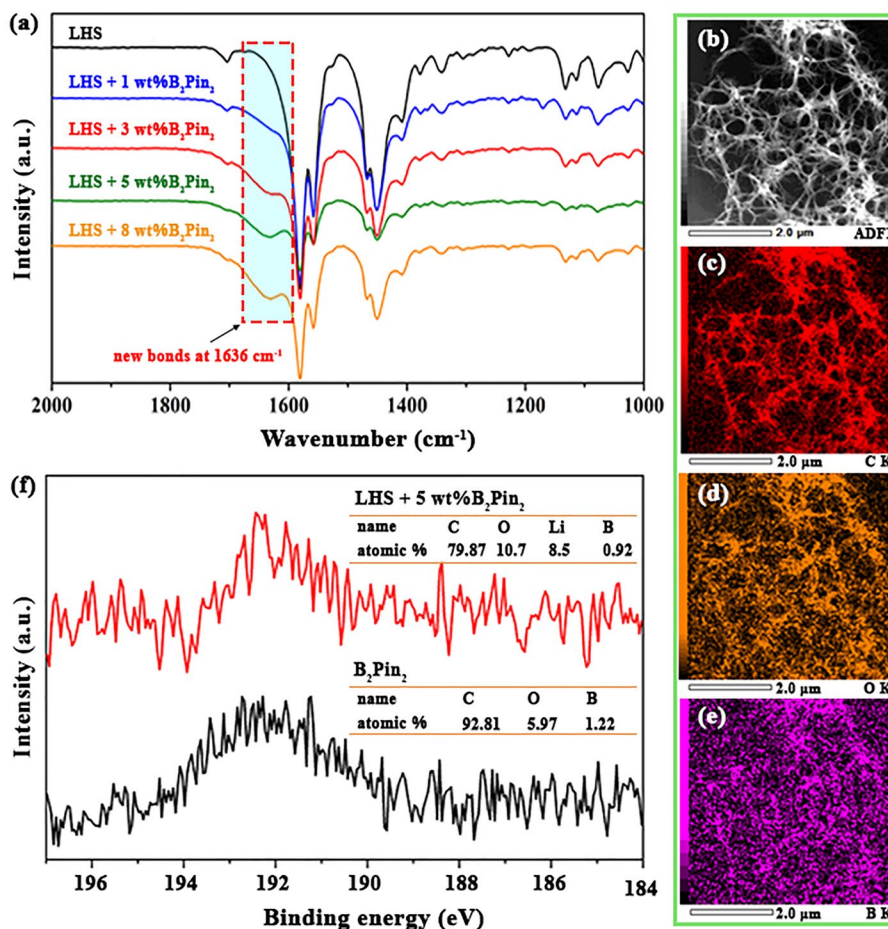 (a)
LHS
LHS + 1 wt%B₂Pin₂
LHS + 3 wt%B₂Pin₂
LHS + 5 wt%B₂Pin₂
LHS + 8 wt%B₂Pin₂
new bonds at 1636 cm⁻¹
Intensity (a.u.)
2000 1800 1600 1400 1200 1000
Wavenumber (cm⁻¹)
(b)
2.0 µm
(c)
2.0 µm C K
(d)
2.0 µm O K
(e)
2.0 µm B K
(f)
LHS + 5 wt%B₂Pin₂
name C O Li B
atomic % 79.87 10.7 8.5 0.92
B₂Pin₂
name C O B
atomic % 92.81 5.97 1.22
Intensity (a.u.)
196 194 192 190 188 186 184
Binding energy (eV)